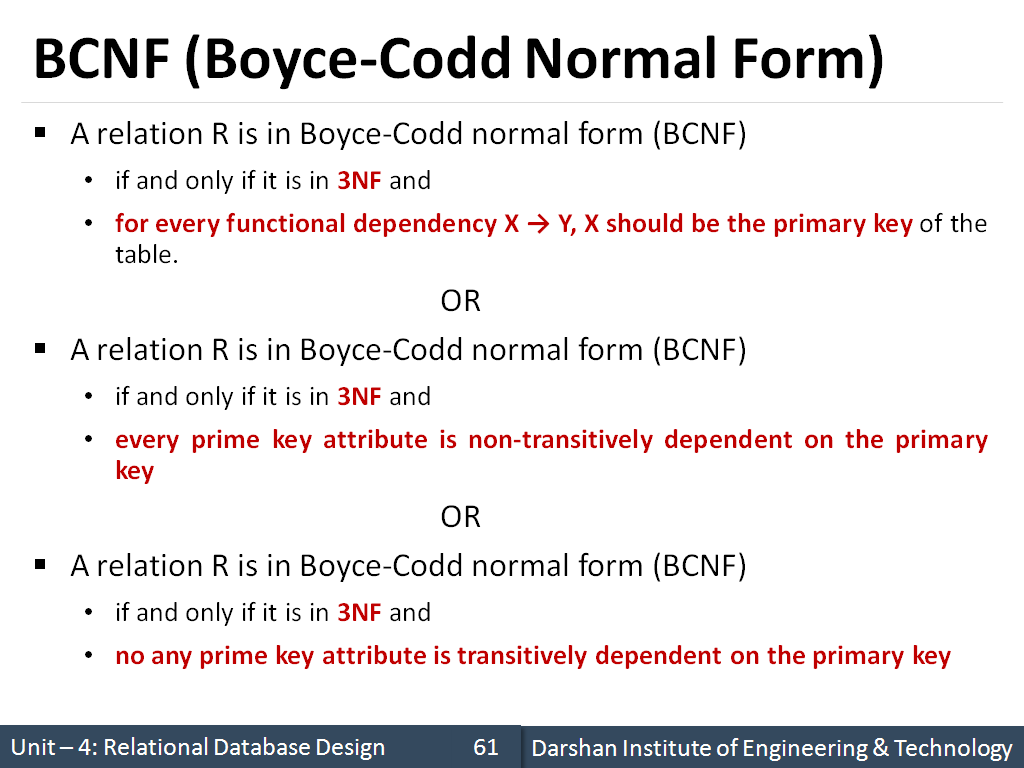 BCNF (Boyce-Codd Normal Form)
▪ A relation R is in Boyce-Codd normal form (BCNF)
• if and only if it is in 3NF and
• for every functional dependency X → Y, X should be the primary key of the
table.
OR
▪ A relation R is in Boyce-Codd normal form (BCNF)
• if and only if it is in 3NF and
• every prime key attribute is non-transitively dependent on the primary
key
OR
▪ A relation R is in Boyce-Codd normal form (BCNF)
• if and only if it is in 3NF and
• no any prime key attribute is transitively dependent on the primary key
Unit – 4: Relational Database Design 61 Darshan Institute of Engineering & Technology